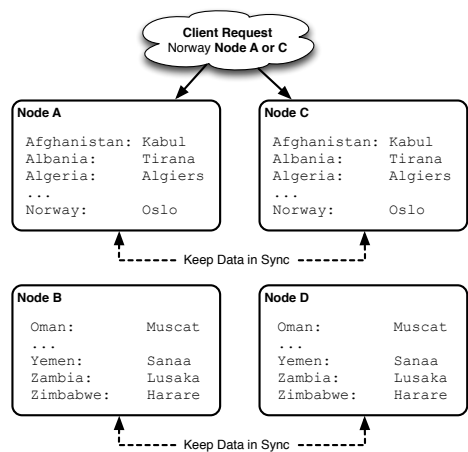 Client Request
Norway Node A or C
Node A
Afghanistan: Kabul
Albania: Tirana
Algeria: Algiers
...
Norway: Oslo
Node C
Afghanistan: Kabul
Albania: Tirana
Algeria: Algiers
...
Norway: Oslo
Keep Data in Sync
Node B
Oman: Muscat
...
Yemen: Sanaa
Zambia: Lusaka
Zimbabwe: Harare
Node D
Oman: Muscat
...
Yemen: Sanaa
Zambia: Lusaka
Zimbabwe: Harare
Keep Data in Sync